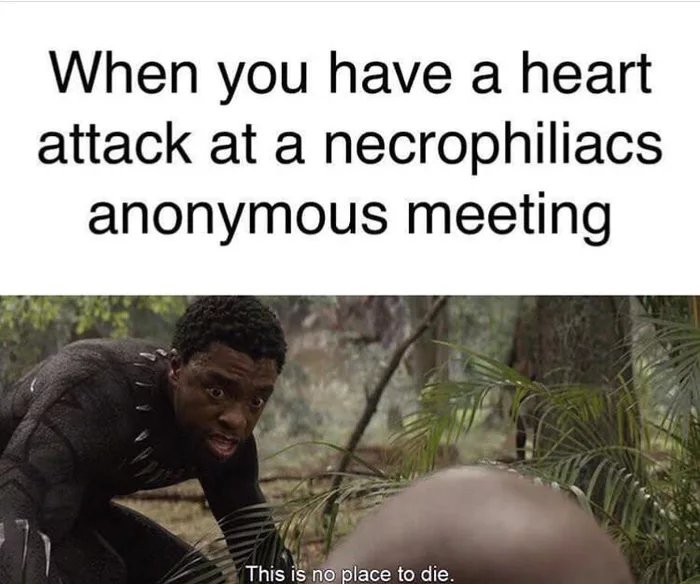 When you have a heart
attack at a necrophiliacs
anonymous meeting
This is no place to die.